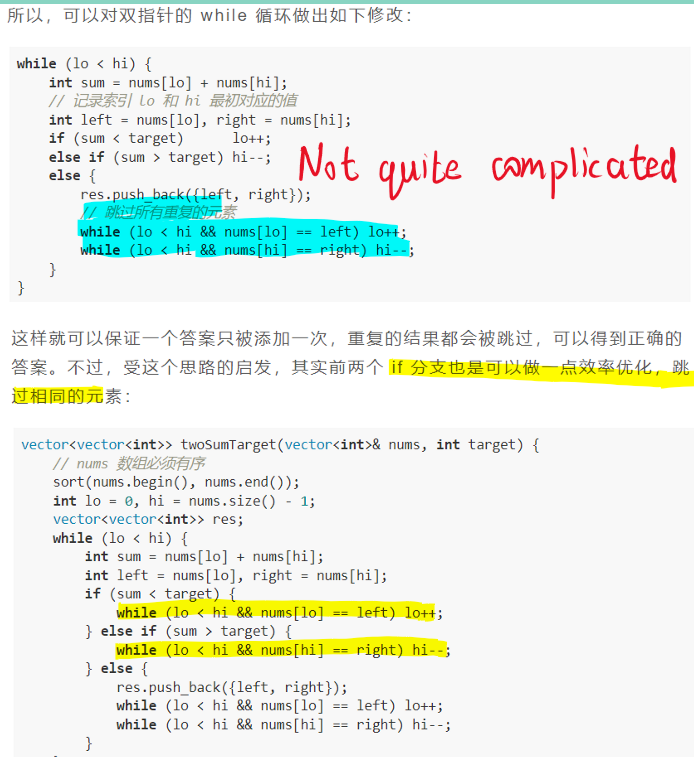 所以，可以对双指针的 while 循环做出如下修改：
while (lo < hi) {
    int sum = nums[lo] + nums[hi];
    // 记录索引 lo 和 hi 最初对应的值
    int left = nums[lo], right = nums[hi];
    if (sum < target)      lo++;
    else if (sum > target) hi--;
    else {
        res.push_back({left, right});
        // 跳过所有重复的元素
        while (lo < hi && nums[lo] == left) lo++;
        while (lo < hi && nums[hi] == right) hi--;
    }
}
Not quite complicated
这样就可以保证一个答案只被添加一次，重复的结果都会被跳过，可以得到正确的
答案。不过，受这个思路的启发，其实前两个 if 分支也是可以做一点效率优化，跳
过相同的元素：
vector<vector<int>> twoSumTarget(vector<int>& nums, int target) {
    // nums 数组必须有序
    sort(nums.begin(), nums.end());
    int lo = 0, hi = nums.size() - 1;
    vector<vector<int>> res;
    while (lo < hi) {
        int sum = nums[lo] + nums[hi];
        int left = nums[lo], right = nums[hi];
        if (sum < target) {
            while (lo < hi && nums[lo] == left) lo++;
        } else if (sum > target) {
            while (lo < hi && nums[hi] == right) hi--;
        } else {
            res.push_back({left, right});
            while (lo < hi && nums[lo] == left) lo++;
            while (lo < hi && nums[hi] == right) hi--;
        }